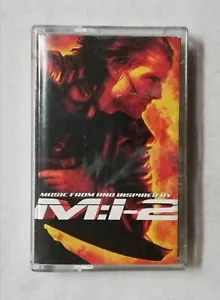 MUSIC FROM AND INSPIRED BY
M:I-2